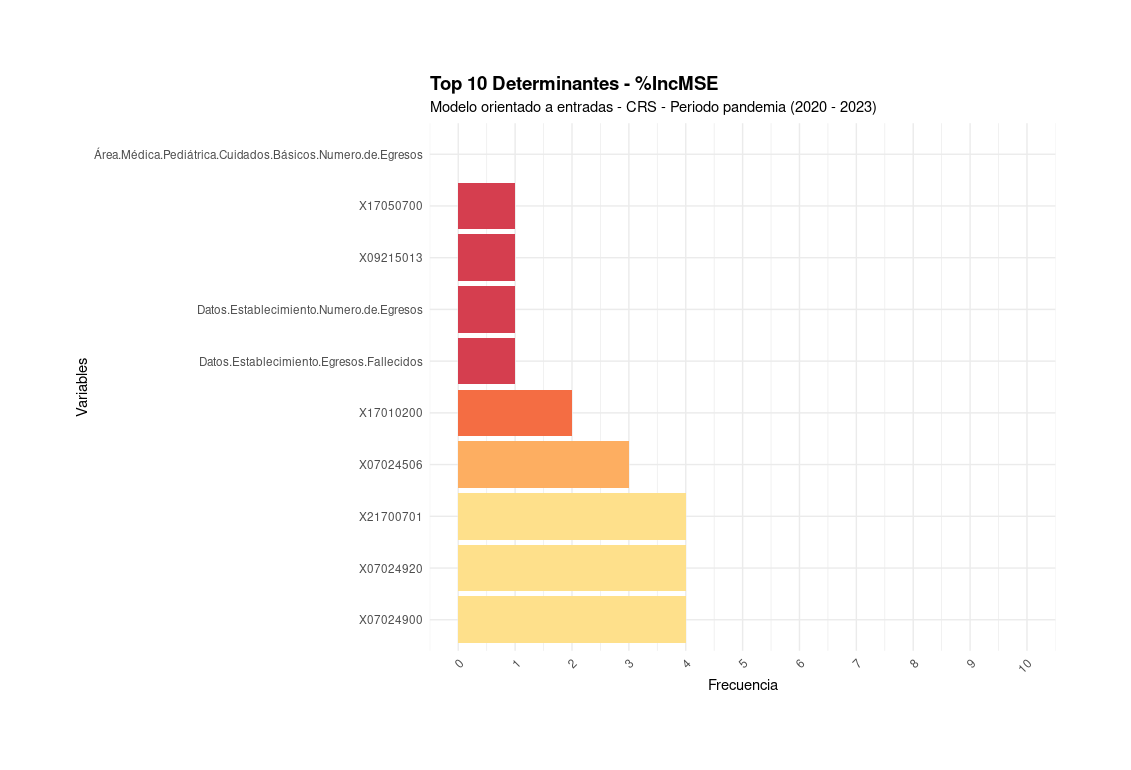 Top 10 Determinantes - %IncMSE
Modelo orientado a entradas - CRS - Periodo pandemia (2020 - 2023)
Área.Médica.Pediátrica.Cuidados.Básicos.Numero.de.Egresos
X17050700
X09215013
Datos.Establecimiento.Numero.de.Egresos
Datos.Establecimiento.Egresos.Fallecidos
X17010200
X07024506
X21700701
X07024920
X07024900
Variables
0 1 2 3 4 5 6 7 8 9 10
Frecuencia